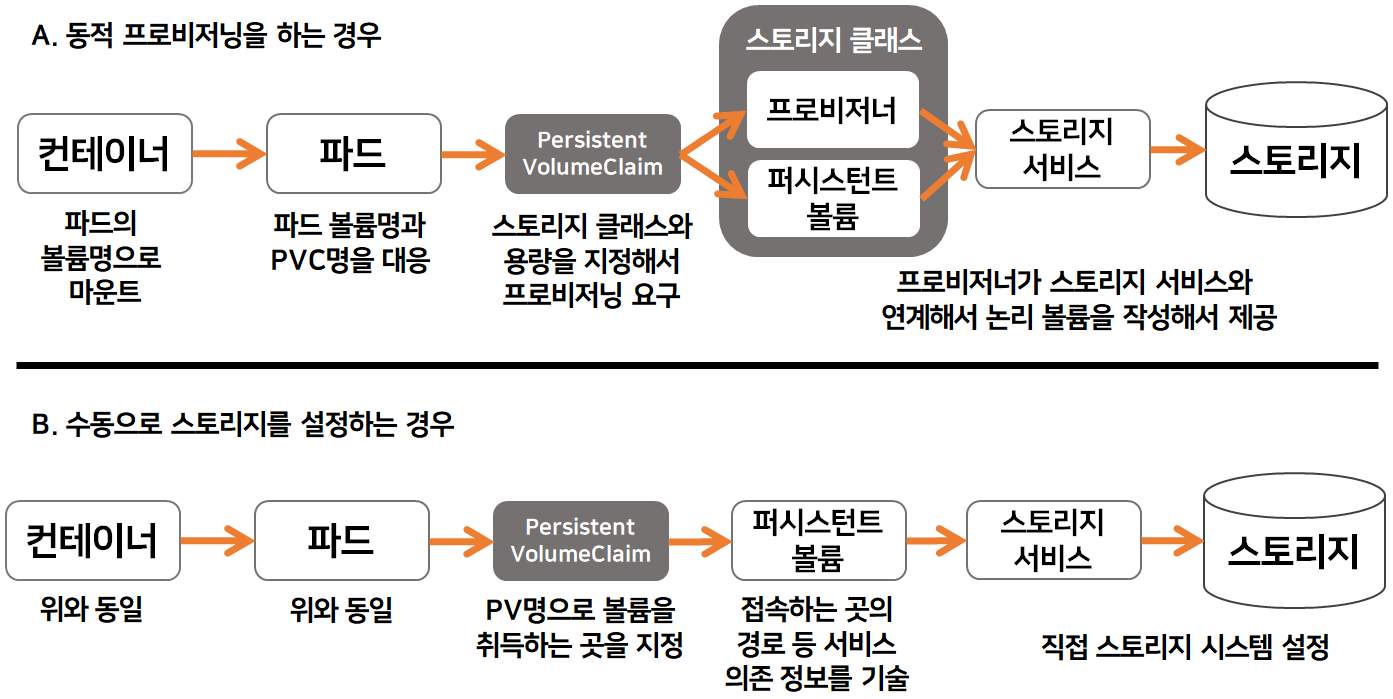 A. 동적 프로비저닝을 하는 경우
스토리지 클래스
컨테이너
파드
Persistent
VolumeClaim
프로비저너
퍼시스턴트
볼륨
스토리지
서비스
스토리지
파드의
볼륨명으로
마운트
파드 볼륨명과
PVC명을 대응
스토리지 클래스와
용량을 지정해서
프로비저닝 요구
프로비저너가 스토리지 서비스와
연계해서 논리 볼륨을 작성해서 제공
B. 수동으로 스토리지를 설정하는 경우
컨테이너
파드
Persistent
VolumeClaim
퍼시스턴트
볼륨
스토리지
서비스
스토리지
위와 동일
위와 동일
PV명으로 볼륨을
취득하는 곳을 지정
접속하는 곳의
경로 등 서비스
의존 정보를 기술
직접 스토리지 시스템 설정